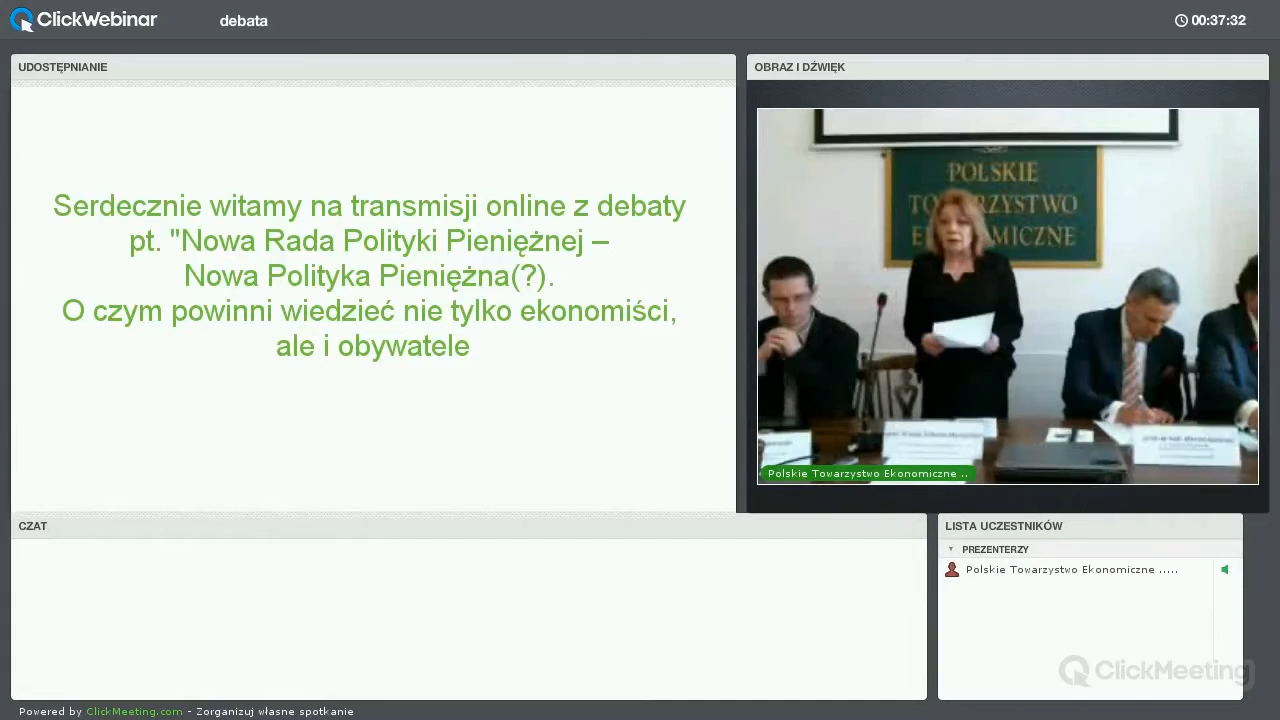 ClickWebinar
debata
00:37:32
UDOSTĘPNIANIE
OBRAZ I DŹWIĘK
Serdecznie witamy na transmisji online z debaty
pt. "Nowa Rada Polityki Pieniężnej –
Nowa Polityka Pieniężna(?).
O czym powinni wiedzieć nie tylko ekonomiści,
ale i obywatele
POLSKIE
TOWARZYSTWO
Polskie Towarzystwo Ekonomiczne ..
CZAT
LISTA UCZESTNIKÓW
PREZENTERZY
Polskie Towarzystwo Ekonomiczne .....
ClickMeeting
Powered by ClickMeeting.com - Zorganizuj własne spotkanie